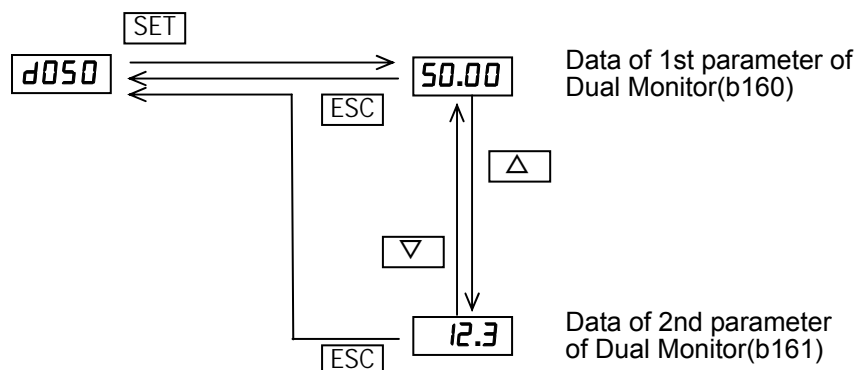 SET
d050
50.00
Data of 1st parameter of
Dual Monitor(b160)
ESC
△
▽
12.3
Data of 2nd parameter
of Dual Monitor(b161)
ESC